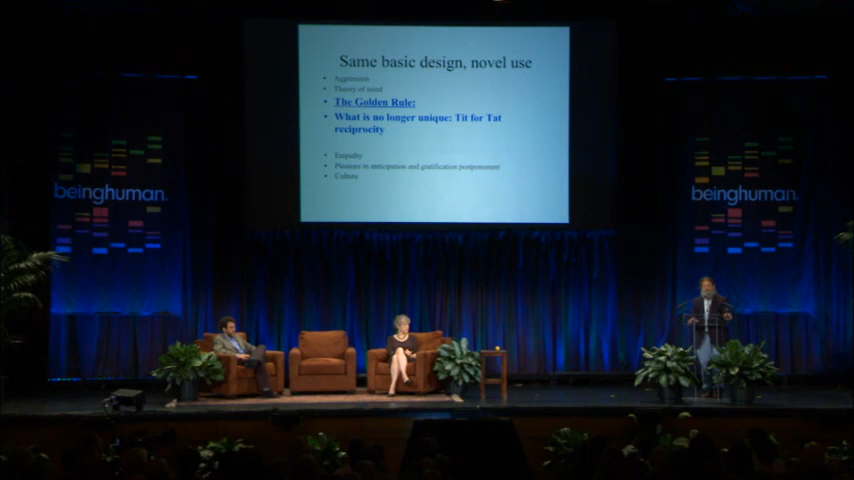 Same basic design, novel use
• Aggression
• Theory of mind
• The Golden Rule:
• What is no longer unique: Tit for Tat
reciprocity
• Empathy
• Pleasure in anticipation and gratification postponement
• Culture
beinghuman.
beinghuman.